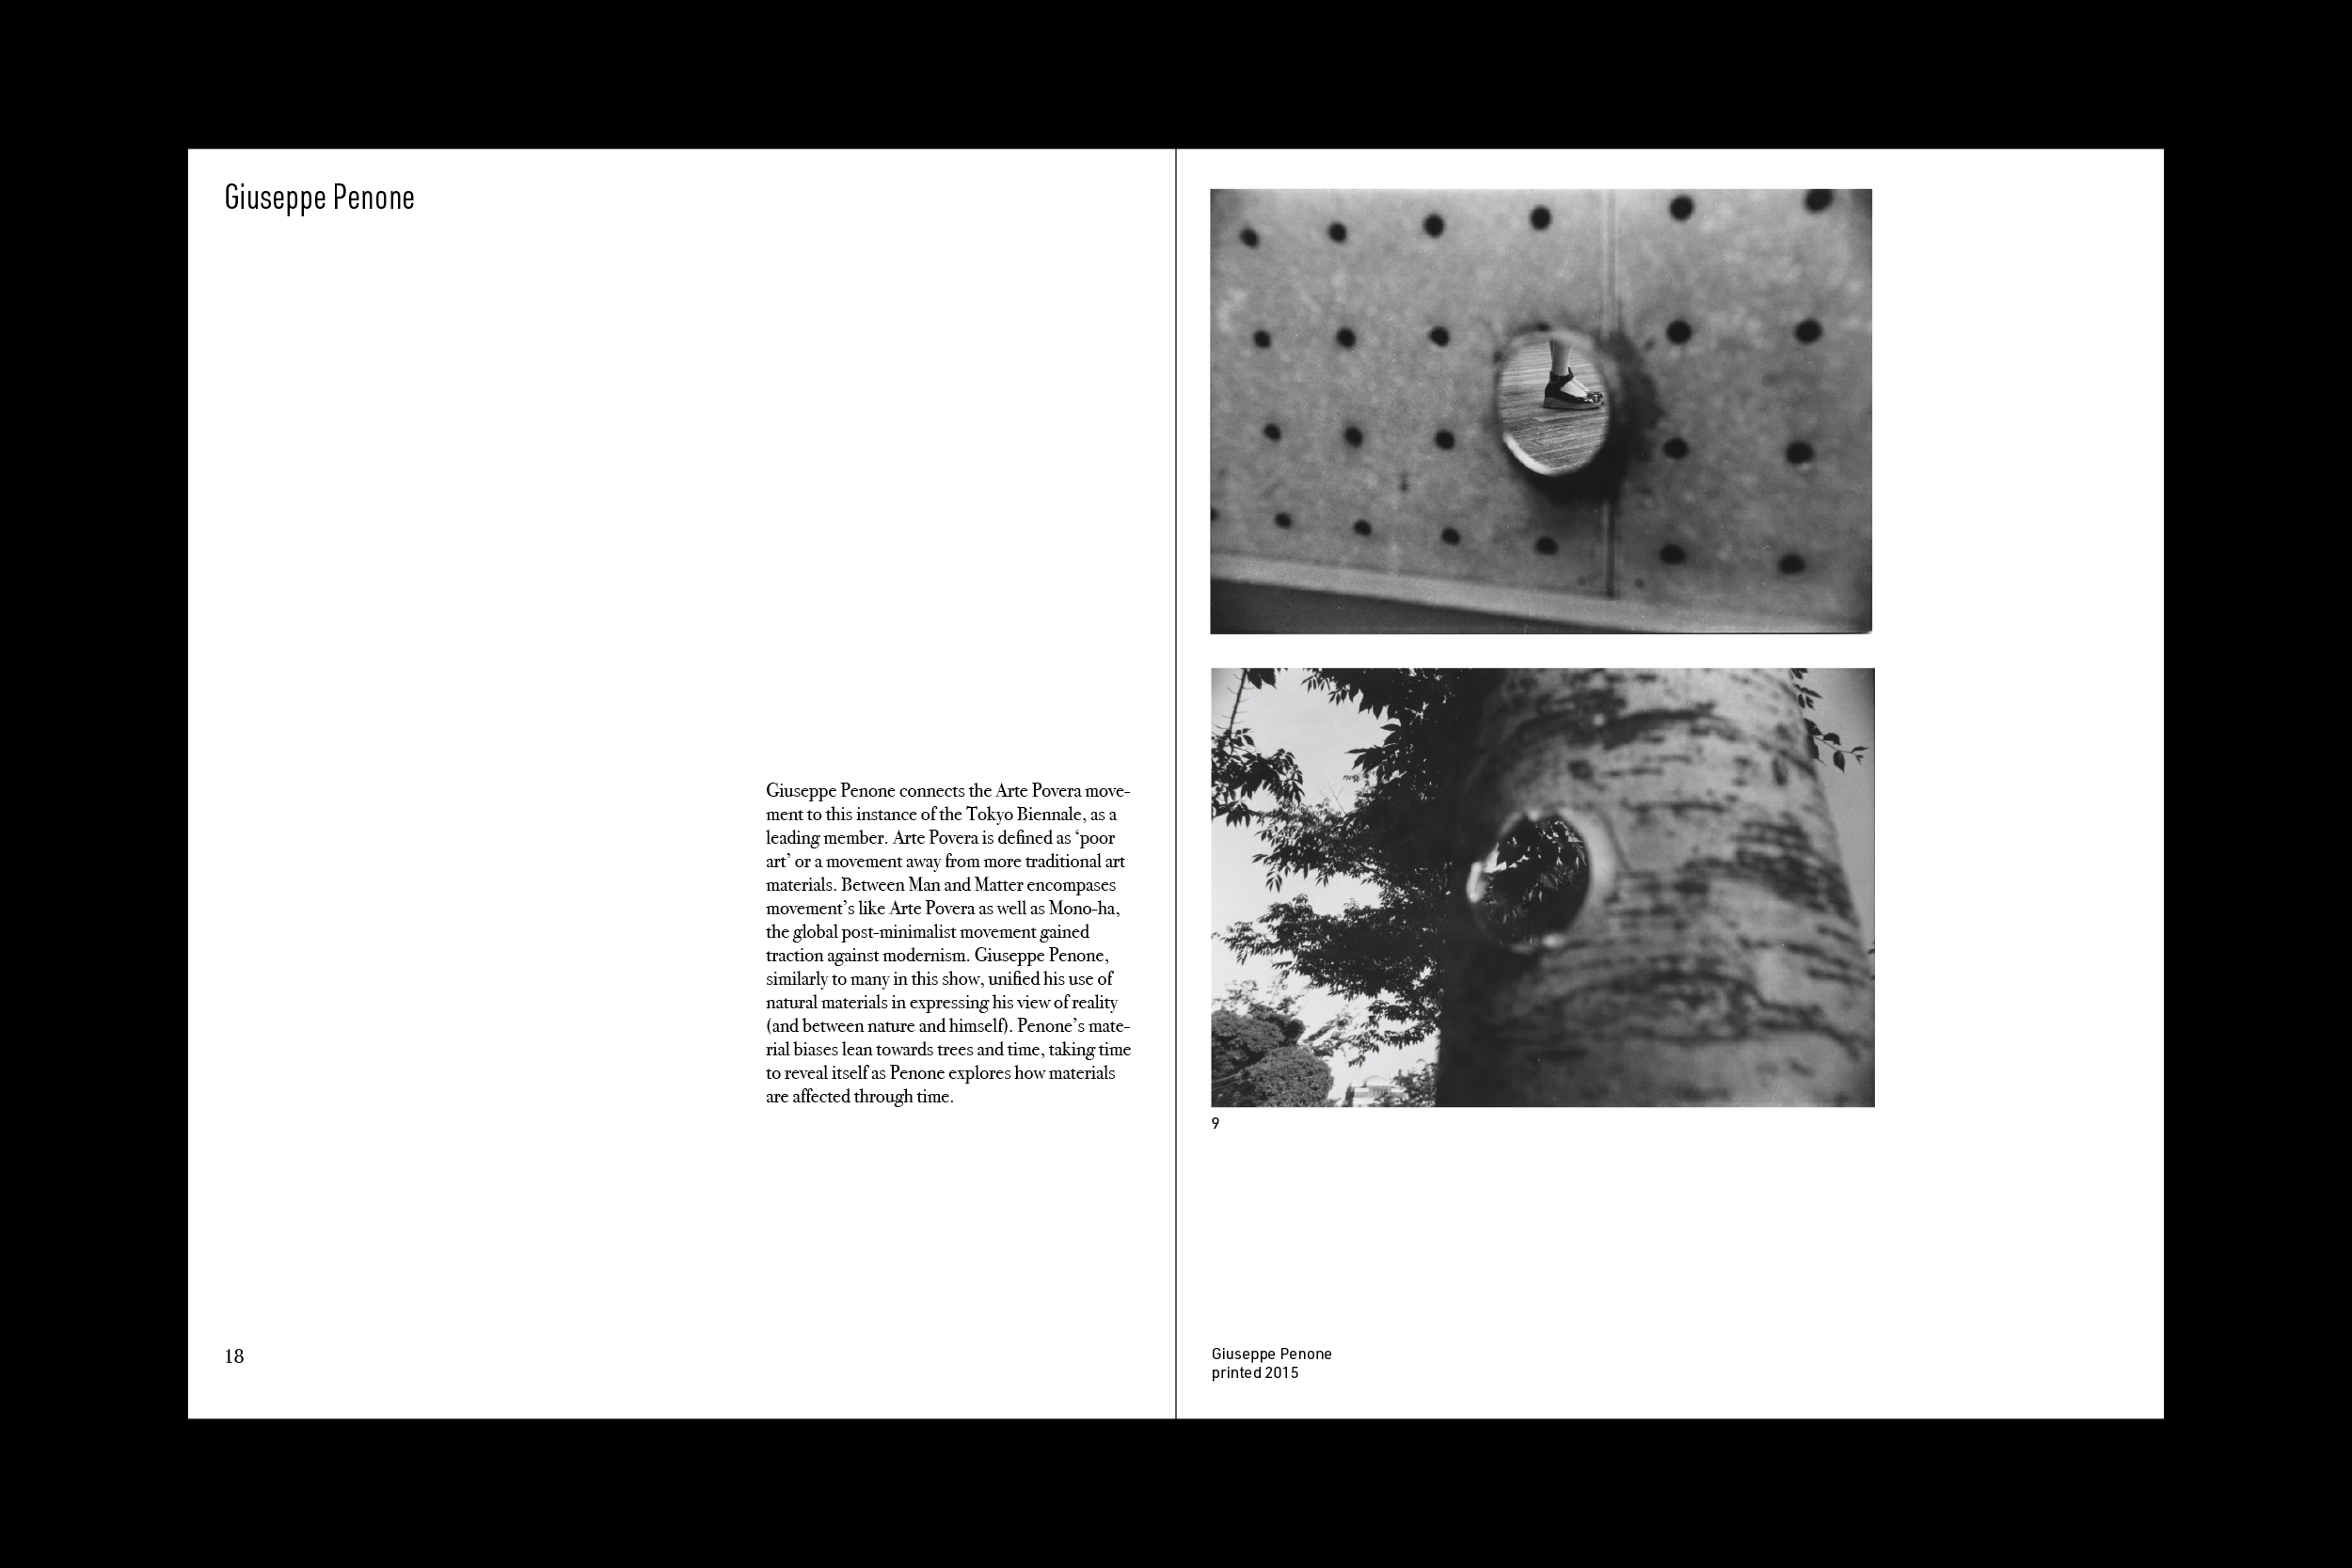 Giuseppe Penone
Giuseppe Penone connects the Arte Povera move-
ment to this instance of the Tokyo Biennale, as a
leading member. Arte Povera is defined as ‘poor
art’ or a movement away from more traditional art
materials. Between Man and Matter encompases
movement’s like Arte Povera as well as Mono-ha,
the global post-minimalist movement gained
traction against modernism. Giuseppe Penone,
similarly to many in this show, unified his use of
natural materials in expressing his view of reality
(and between nature and himself). Penone’s mate-
rial biases lean towards trees and time, taking time
to reveal itself as Penone explores how materials
are affected through time.
18
9
Giuseppe Penone
printed 2015